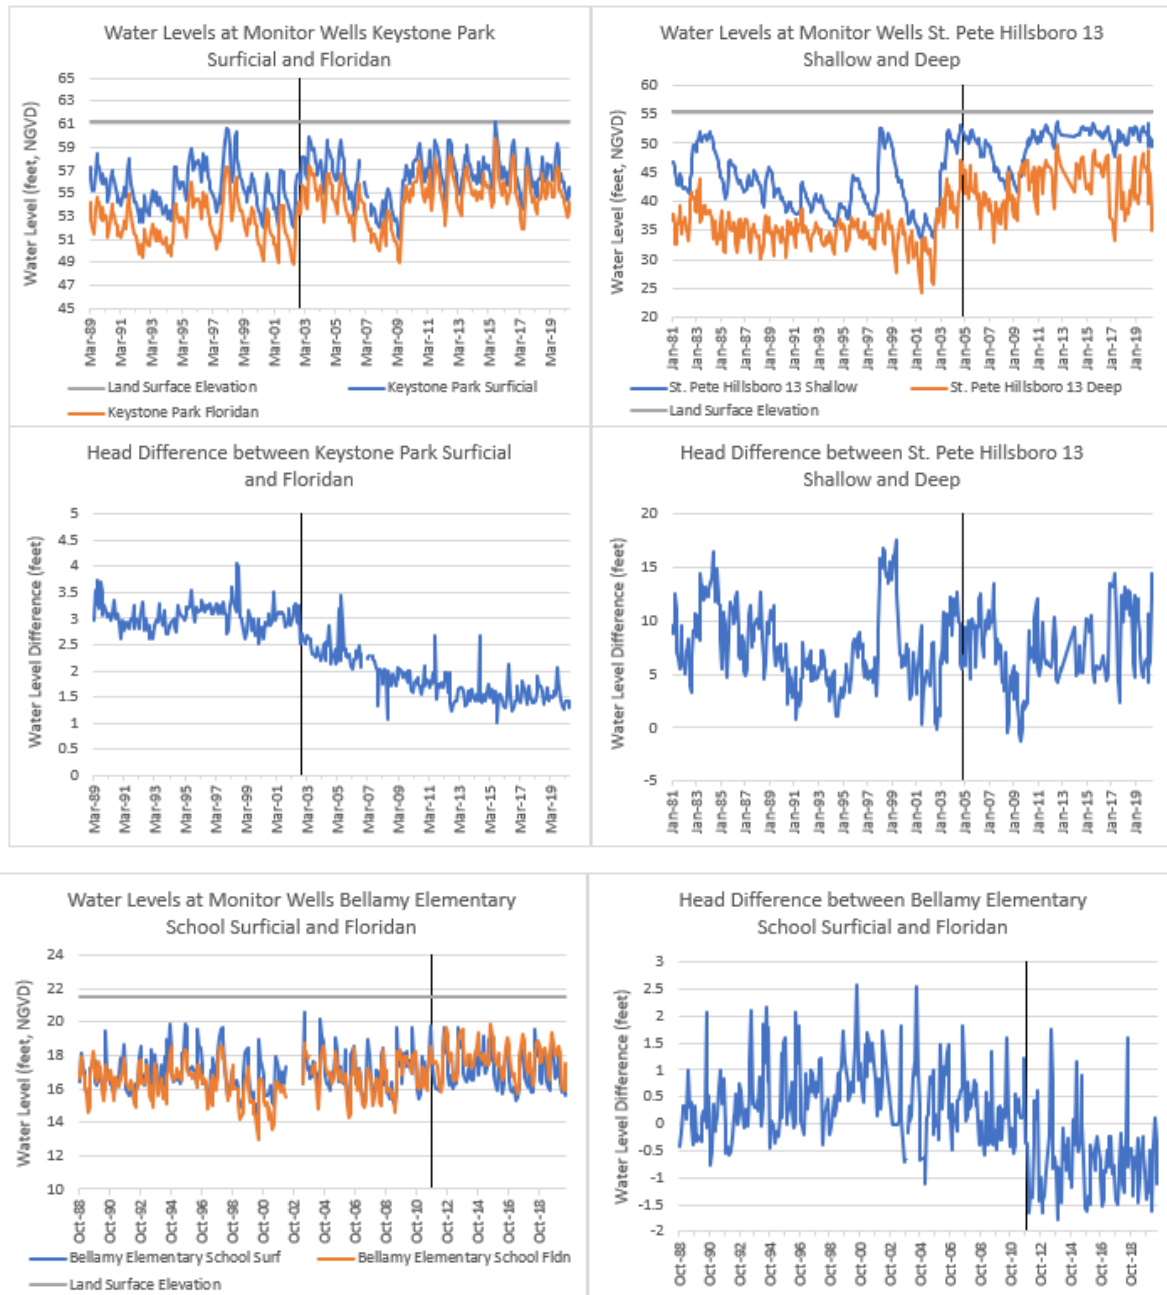 Water Levels at Monitor Wells Keystone Park
Surficial and Floridan
Water Level (feet, NGVD)
65
63
61
59
57
55
53
51
49
47
45
Mar-89
Mar-91
Mar-93
Mar-95
Mar-97
Mar-99
Mar-01
Mar-03
Mar-05
Mar-07
Mar-09
Mar-11
Mar-13
Mar-15
Mar-17
Mar-19
Land Surface Elevation
Keystone Park Surficial
Keystone Park Floridan
Water Levels at Monitor Wells St. Pete Hillsboro 13
Shallow and Deep
Water Level (feet, NGVD)
60
55
50
45
40
35
30
25
20
Jan-81
Jan-83
Jan-85
Jan-87
Jan-89
Jan-91
Jan-93
Jan-95
Jan-97
Jan-99
Jan-01
Jan-03
Jan-05
Jan-07
Jan-09
Jan-11
Jan-13
Jan-15
Jan-17
Jan-19
St. Pete Hillsboro 13 Shallow
St. Pete Hillsboro 13 Deep
Land Surface Elevation
Head Difference between Keystone Park Surficial
and Floridan
Water Level Difference (feet)
5
4.5
4
3.5
3
2.5
2
1.5
1
0.5
0
Mar-89
Mar-91
Mar-93
Mar-95
Mar-97
Mar-99
Mar-01
Mar-03
Mar-05
Mar-07
Mar-09
Mar-11
Mar-13
Mar-15
Mar-17
Mar-19
Head Difference between St. Pete Hillsboro 13
Shallow and Deep
Water Level Difference (feet)
20
15
10
5
0
-5
Jan-81
Jan-83
Jan-85
Jan-87
Jan-89
Jan-91
Jan-93
Jan-95
Jan-97
Jan-99
Jan-01
Jan-03
Jan-05
Jan-07
Jan-09
Jan-11
Jan-13
Jan-15
Jan-17
Jan-19
Water Levels at Monitor Wells Bellamy Elementary
School Surficial and Floridan
Water Level (feet, NGVD)
24
22
20
18
16
14
12
10
Oct-88
Oct-90
Oct-92
Oct-94
Oct-96
Oct-98
Oct-00
Oct-02
Oct-04
Oct-06
Oct-08
Oct-10
Oct-12
Oct-14
Oct-16
Oct-18
Bellamy Elementary School Surf
Bellamy Elementary School Fldn
Land Surface Elevation
Head Difference between Bellamy Elementary
School Surficial and Floridan
Water Level Difference (feet)
3
2.5
2
1.5
1
0.5
0
-0.5
-1
-1.5
-2
Oct-88
Oct-90
Oct-92
Oct-94
Oct-96
Oct-98
Oct-00
Oct-02
Oct-04
Oct-06
Oct-08
Oct-10
Oct-12
Oct-14
Oct-16
Oct-18